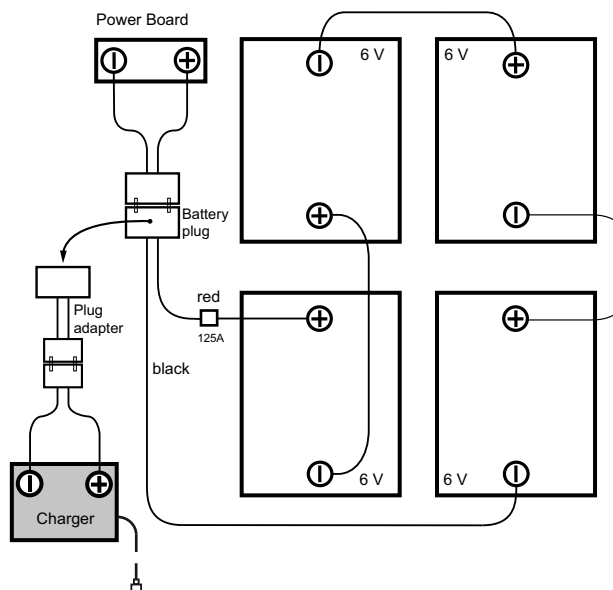 Power Board
6 V
6 V
Battery
plug
Plug
adapter
red
125A
black
6 V
6 V
Charger